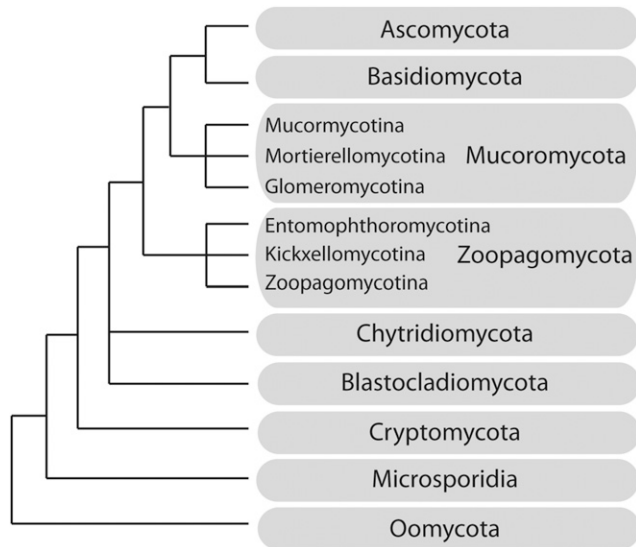 Ascomycota
Basidiomycota
Mucormycotina
Mortierellomycotina
Mucoromycota
Glomeromycotina
Entomophthoromycotina
Kickxellomycotina
Zoopagomycota
Zoopagomycotina
Chytridiomycota
Blastocladiomycota
Cryptomycota
Microsporidia
Oomycota